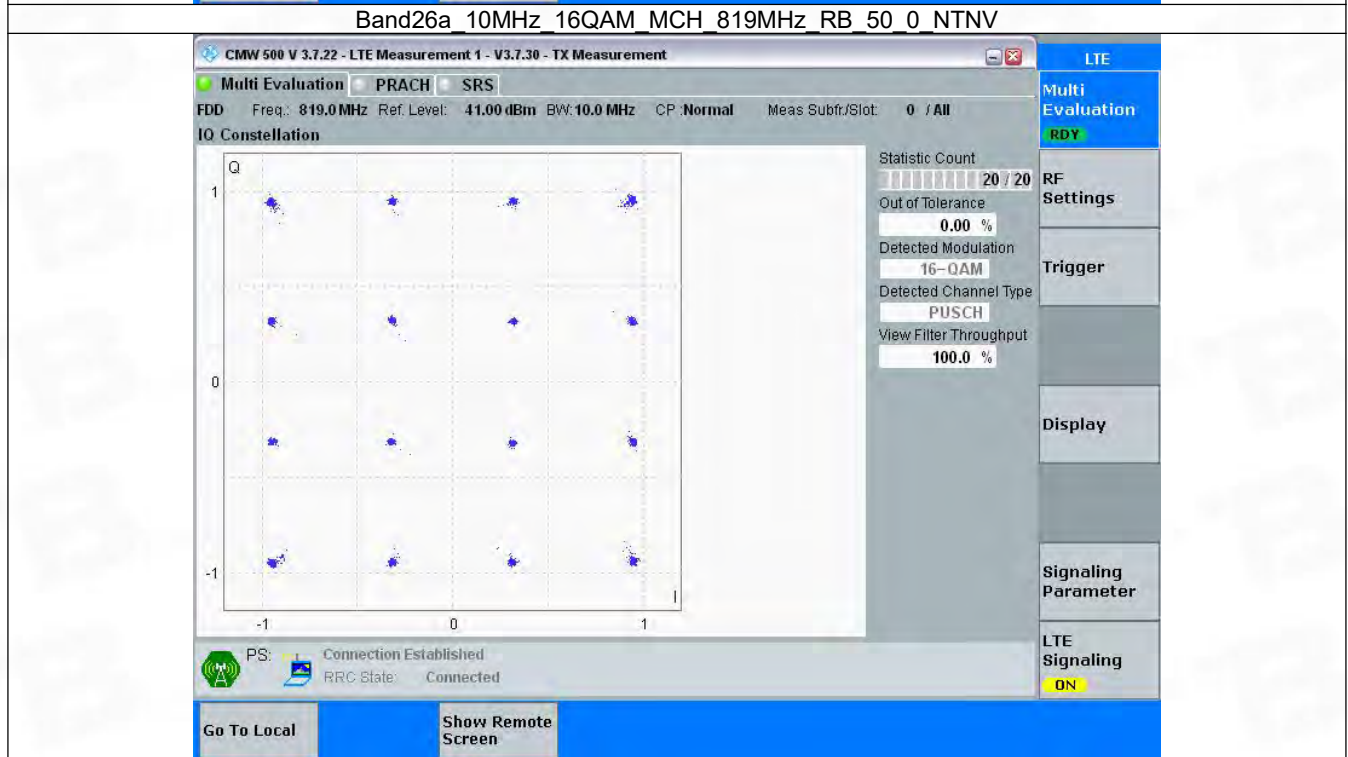 Band26a_10MHz_16QAM_MCH_819MHz_RB_50_0_NTNV
CMW 500 V 3.7.22 - LTE Measurement 1 - V3.7.30 - TX Measurement
LTE
Multi Evaluation PRACH SRS
FDD Freq.: 819.0 MHz Ref. Level: 41.00 dBm BW: 10.0 MHz CP :Normal Meas Subfr./Slot: 0 / All
IQ Constellation
Q
1
0
-1
I
-1 0 1
Statistic Count
20 / 20
Out of Tolerance
0.00 %
Detected Modulation
16-QAM
Detected Channel Type
PUSCH
View Filter Throughput
100.0 %
Multi
Evaluation
RDY
RF
Settings
Trigger
Display
Signaling
Parameter
LTE
Signaling
ON
PS: Connection Established
RRC State: Connected
Go To Local
Show Remote
Screen